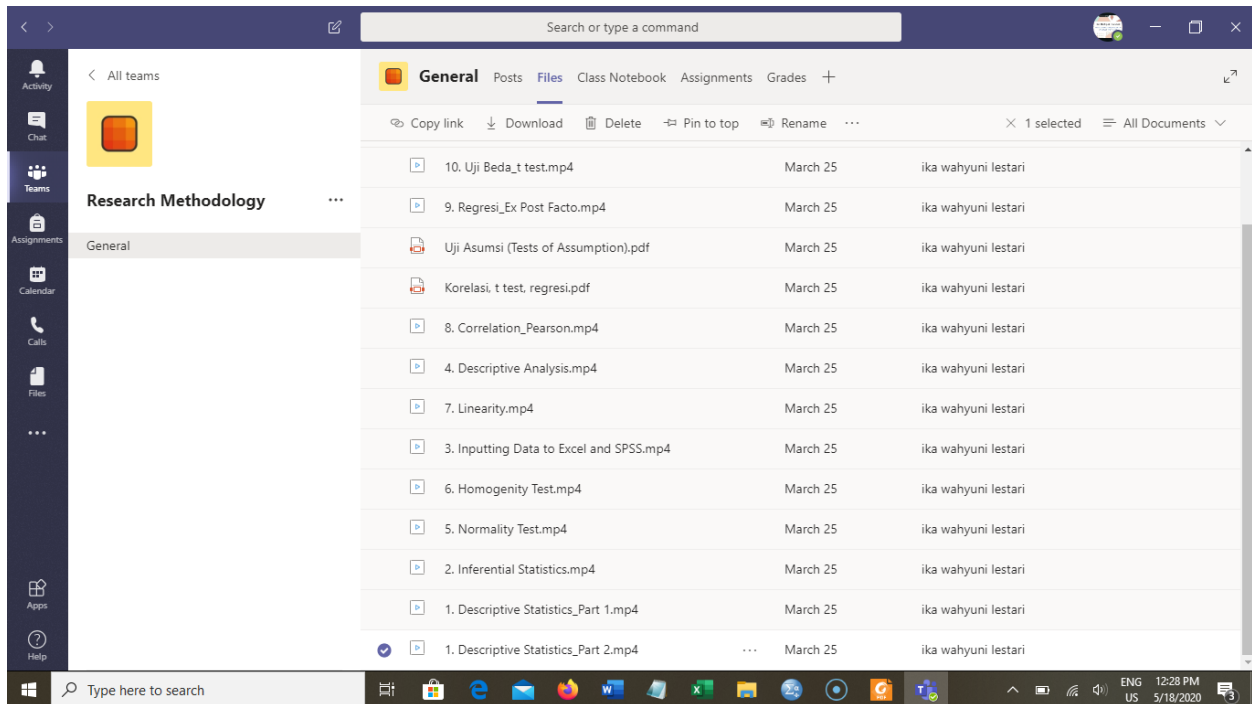 Search or type a command
Activity
Chat
Teams
Assignments
Calendar
Calls
Files
Apps
Help
All teams
Research Methodology
General
General Posts Files Class Notebook Assignments Grades
Copy link Download Delete Pin to top Rename 1 selected All Documents
10. Uji Beda_t test.mp4 March 25 ika wahyuni lestari
9. Regresi_Ex Post Facto.mp4 March 25 ika wahyuni lestari
Uji Asumsi (Tests of Assumption).pdf March 25 ika wahyuni lestari
Korelasi, t test, regresi.pdf March 25 ika wahyuni lestari
8. Correlation_Pearson.mp4 March 25 ika wahyuni lestari
4. Descriptive Analysis.mp4 March 25 ika wahyuni lestari
7. Linearity.mp4 March 25 ika wahyuni lestari
3. Inputting Data to Excel and SPSS.mp4 March 25 ika wahyuni lestari
6. Homogenity Test.mp4 March 25 ika wahyuni lestari
5. Normality Test.mp4 March 25 ika wahyuni lestari
2. Inferential Statistics.mp4 March 25 ika wahyuni lestari
1. Descriptive Statistics_Part 1.mp4 March 25 ika wahyuni lestari
1. Descriptive Statistics_Part 2.mp4 ... March 25 ika wahyuni lestari
Type here to search
ENG 12:28 PM
US 5/18/2020
3